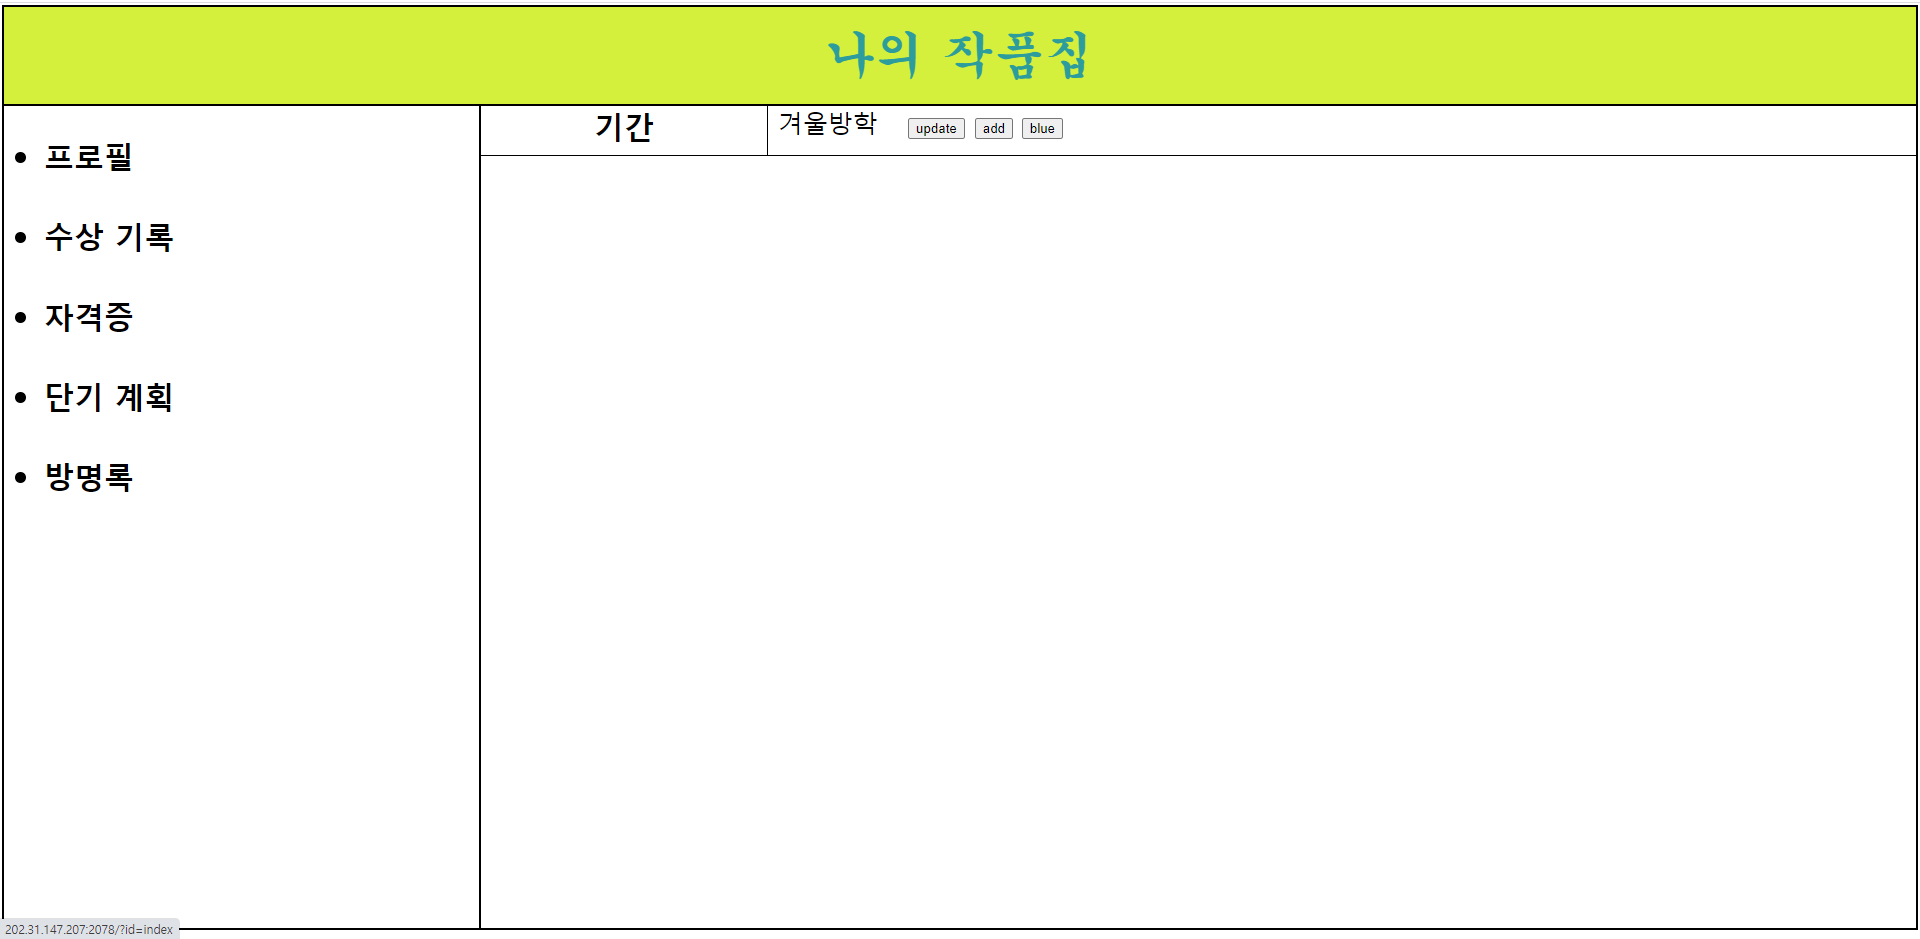 나의 작품집
프로필
수상 기록
자격증
단기 계획
방명록
기간
겨울방학 update add blue
202.31.147.207:2078/?id=index